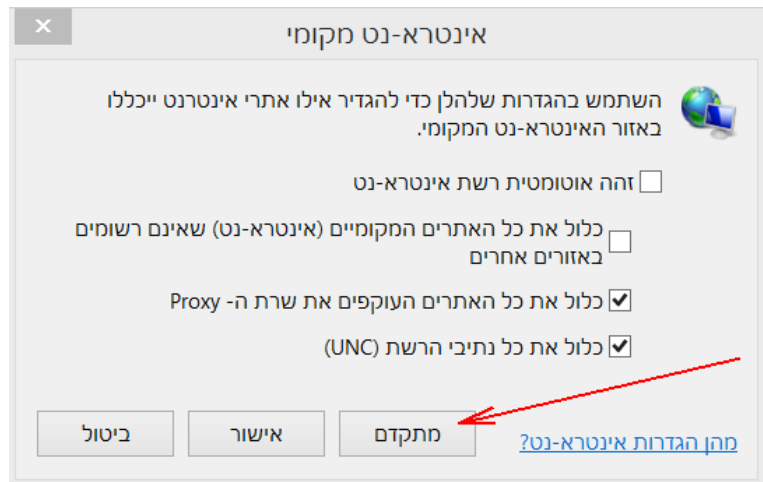 אינטרא-נט מקומי
השתמש בהגדרות שלהלן כדי להגדיר אילו אתרי אינטרנט ייכללו
באזור האינטרא-נט המקומי.
זהה אוטומטית רשת אינטרא-נט
כלול את כל האתרים המקומיים (אינטרא-נט) שאינם רשומים
באזורים אחרים
כלול את כל האתרים העוקפים את שרת ה- Proxy
כלול את כל נתיבי הרשת (UNC)
מהן הגדרות אינטרא-נט? מתקדם אישור ביטול